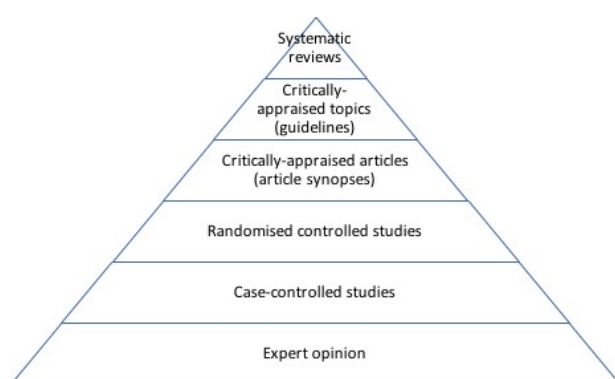 Systematic
reviews
Critically-
appraised topics
(guidelines)
Critically-appraised articles
(article synopses)
Randomised controlled studies
Case-controlled studies
Expert opinion